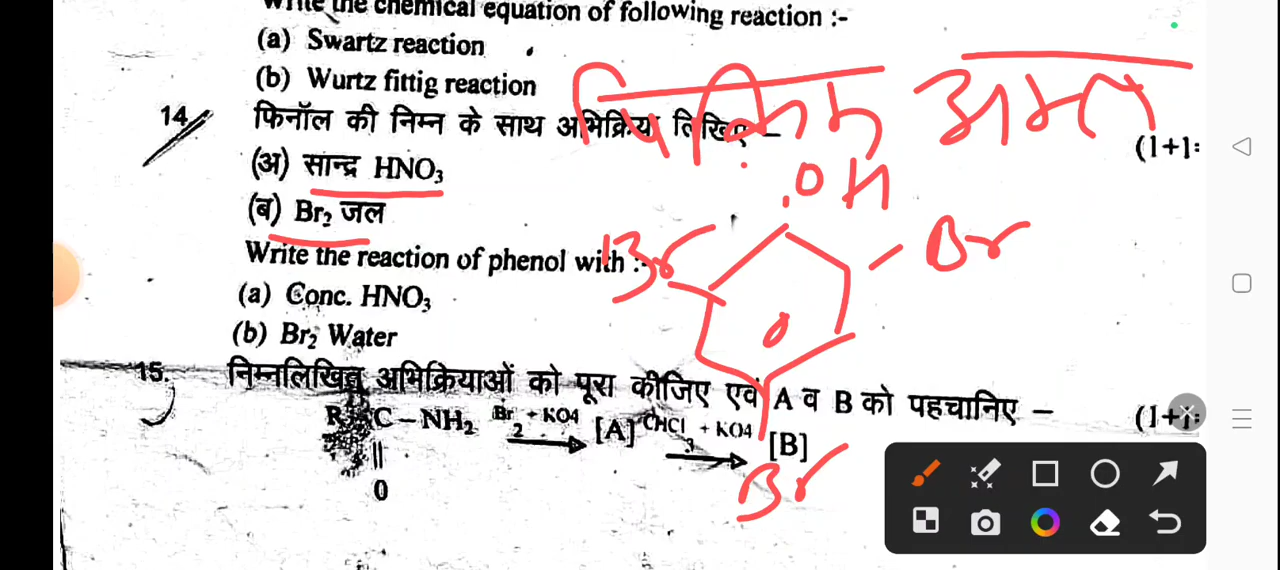 Write the chemical equation of following reaction :-
(a) Swartz reaction
(b) Wurtz fittig reaction
पिक्रिक अम्ल
14. फिनॉल की निम्न के साथ अभिक्रिया लिखिए – (1+1=
(अ) सान्द्र HNO3
OH
(ब) Br2 जल
Br Br
Write the reaction of phenol with :-
(a) Conc. HNO3
(b) Br2 Water
15. निम्नलिखित अभिक्रियाओं को पूरा कीजिए एवं A व B को पहचानिए – (1+1
R – C – NH2 Br2 + KO4 [A] CHCl3 + KO4 [B]
||
O
Br